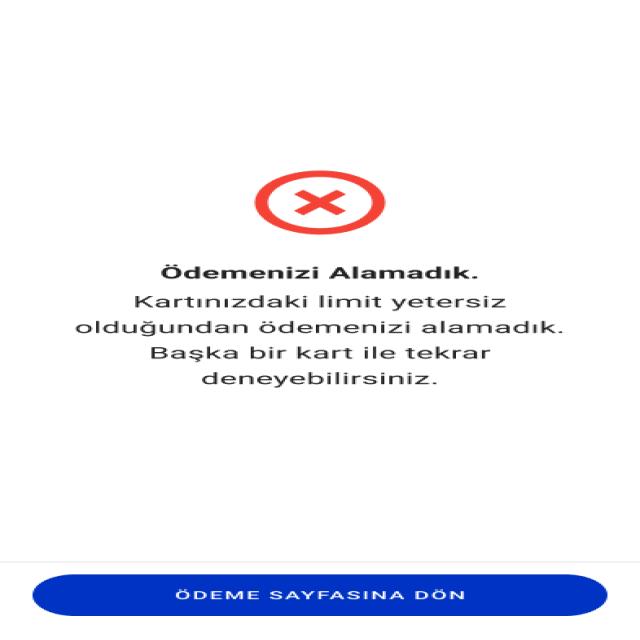 Ödemenizi Alamadık.
Kartınızdaki limit yetersiz
olduğundan ödemenizi alamadık.
Başka bir kart ile tekrar
deneyebilirsiniz.
ÖDEME SAYFASINA DÖN